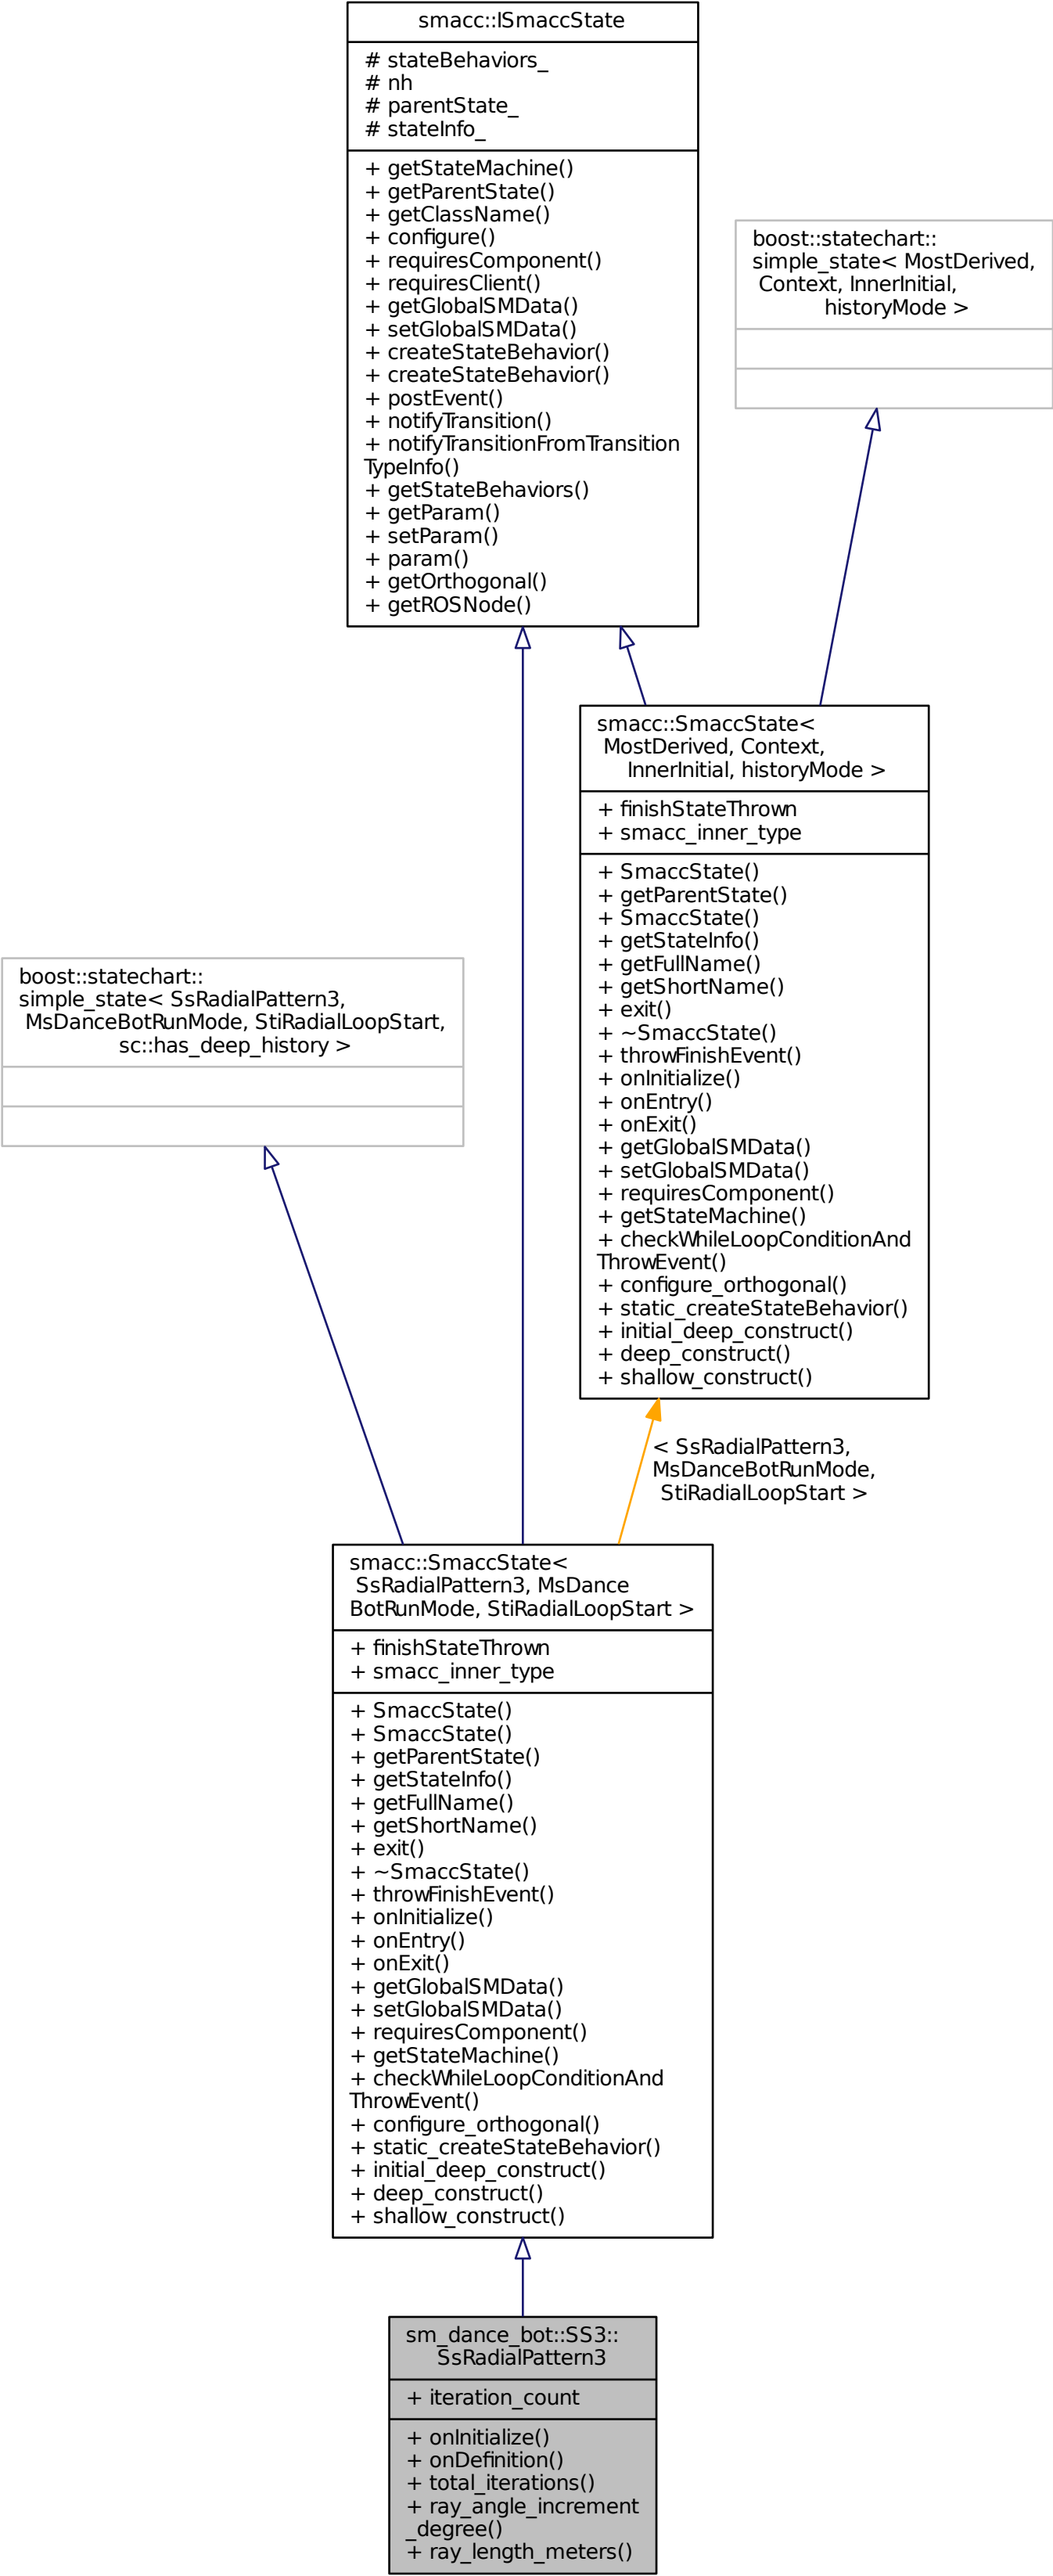 smacc::ISmaccState
# stateBehaviors_
# nh
# parentState_
# stateInfo_
+ getStateMachine()
+ getParentState()
+ getClassName()
+ configure()
+ requiresComponent()
+ requiresClient()
+ getGlobalSMData()
+ setGlobalSMData()
+ createStateBehavior()
+ createStateBehavior()
+ postEvent()
+ notifyTransition()
+ notifyTransitionFromTransition
TypeInfo()
+ getStateBehaviors()
+ getParam()
+ setParam()
+ param()
+ getOrthogonal()
+ getROSNode()
boost::statechart::
simple_state< MostDerived,
Context, InnerInitial,
historyMode >
smacc::SmaccState<
MostDerived, Context,
InnerInitial, historyMode >
+ finishStateThrown
+ smacc_inner_type
+ SmaccState()
+ getParentState()
+ SmaccState()
+ getStateInfo()
+ getFullName()
+ getShortName()
+ exit()
+ ~SmaccState()
+ throwFinishEvent()
+ onInitialize()
+ onEntry()
+ onExit()
+ getGlobalSMData()
+ setGlobalSMData()
+ requiresComponent()
+ getStateMachine()
+ checkWhileLoopConditionAnd
ThrowEvent()
+ configure_orthogonal()
+ static_createStateBehavior()
+ initial_deep_construct()
+ deep_construct()
+ shallow_construct()
boost::statechart::
simple_state< SsRadialPattern3,
MsDanceBotRunMode, StiRadialLoopStart,
sc::has_deep_history >
< SsRadialPattern3,
MsDanceBotRunMode,
StiRadialLoopStart >
smacc::SmaccState<
SsRadialPattern3, MsDance
BotRunMode, StiRadialLoopStart >
+ finishStateThrown
+ smacc_inner_type
+ SmaccState()
+ SmaccState()
+ getParentState()
+ getStateInfo()
+ getFullName()
+ getShortName()
+ exit()
+ ~SmaccState()
+ throwFinishEvent()
+ onInitialize()
+ onEntry()
+ onExit()
+ getGlobalSMData()
+ setGlobalSMData()
+ requiresComponent()
+ getStateMachine()
+ checkWhileLoopConditionAnd
ThrowEvent()
+ configure_orthogonal()
+ static_createStateBehavior()
+ initial_deep_construct()
+ deep_construct()
+ shallow_construct()
sm_dance_bot::SS3::
SsRadialPattern3
+ iteration_count
+ onInitialize()
+ onDefinition()
+ total_iterations()
+ ray_angle_increment
_degree()
+ ray_length_meters()